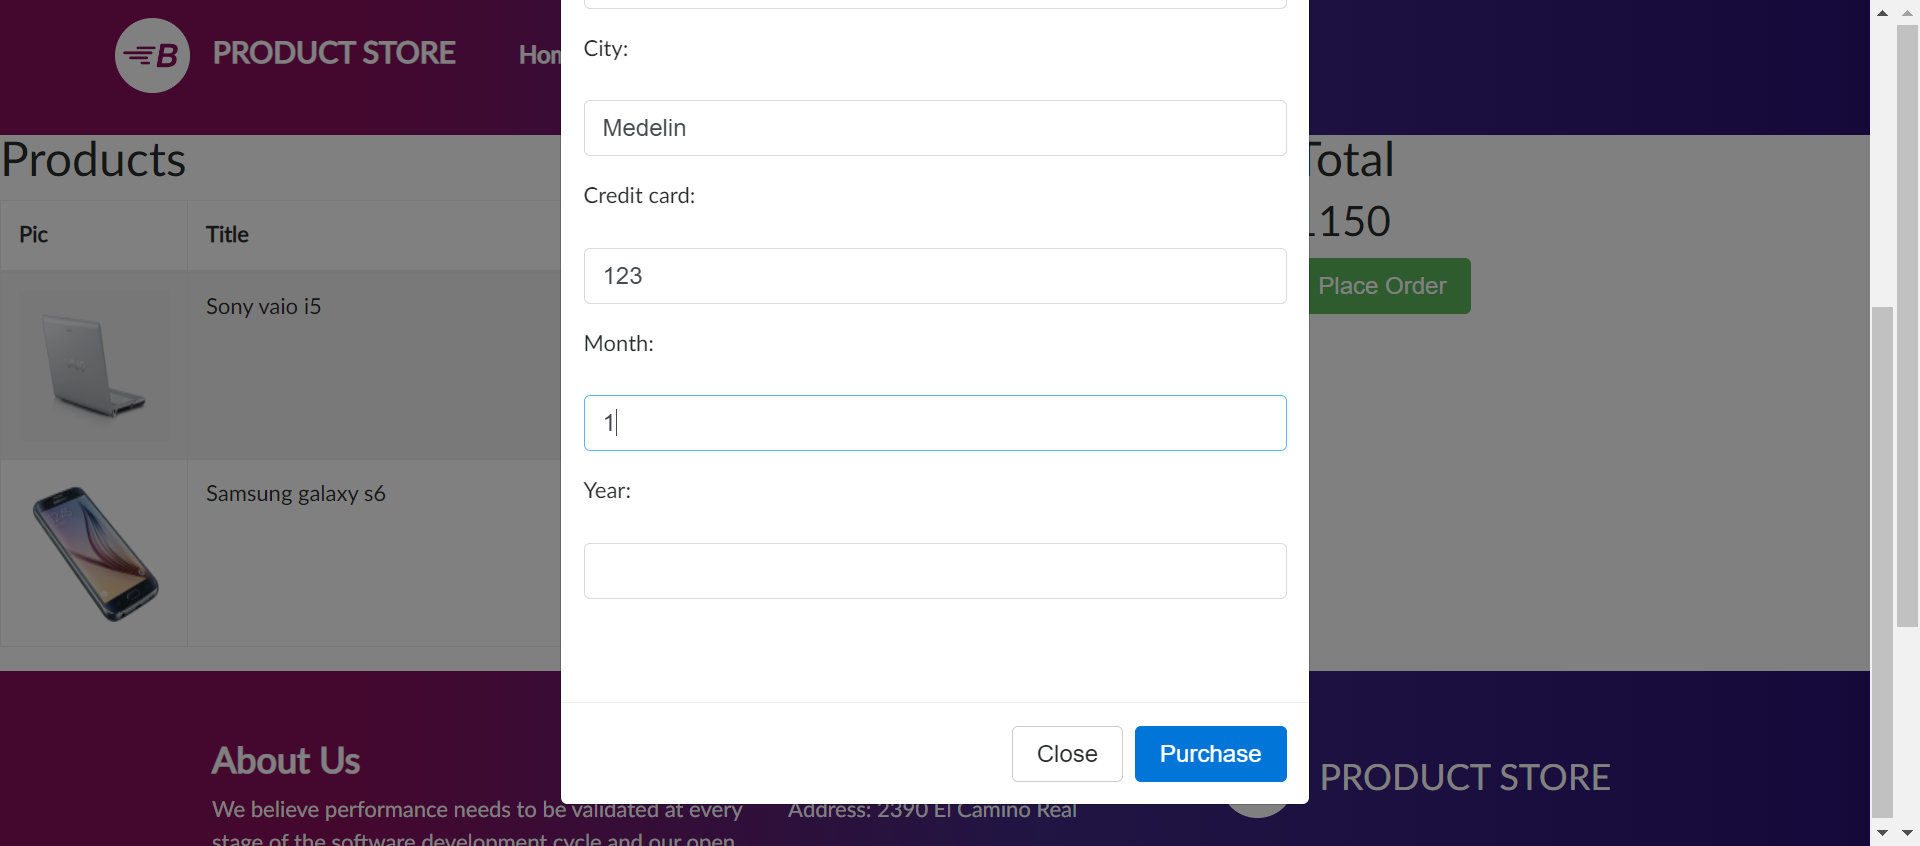 B
PRODUCT STORE
Hom
Products
Pic
Title
Sony vaio i5
Samsung galaxy s6
City:
Medelin
Credit card:
123
Month:
1
Year:
Close
Purchase
Total
1150
Place Order
About Us
We believe performance needs to be validated at every
stage of the software development cycle and our open
Address: 2390 El Camino Real
PRODUCT STORE